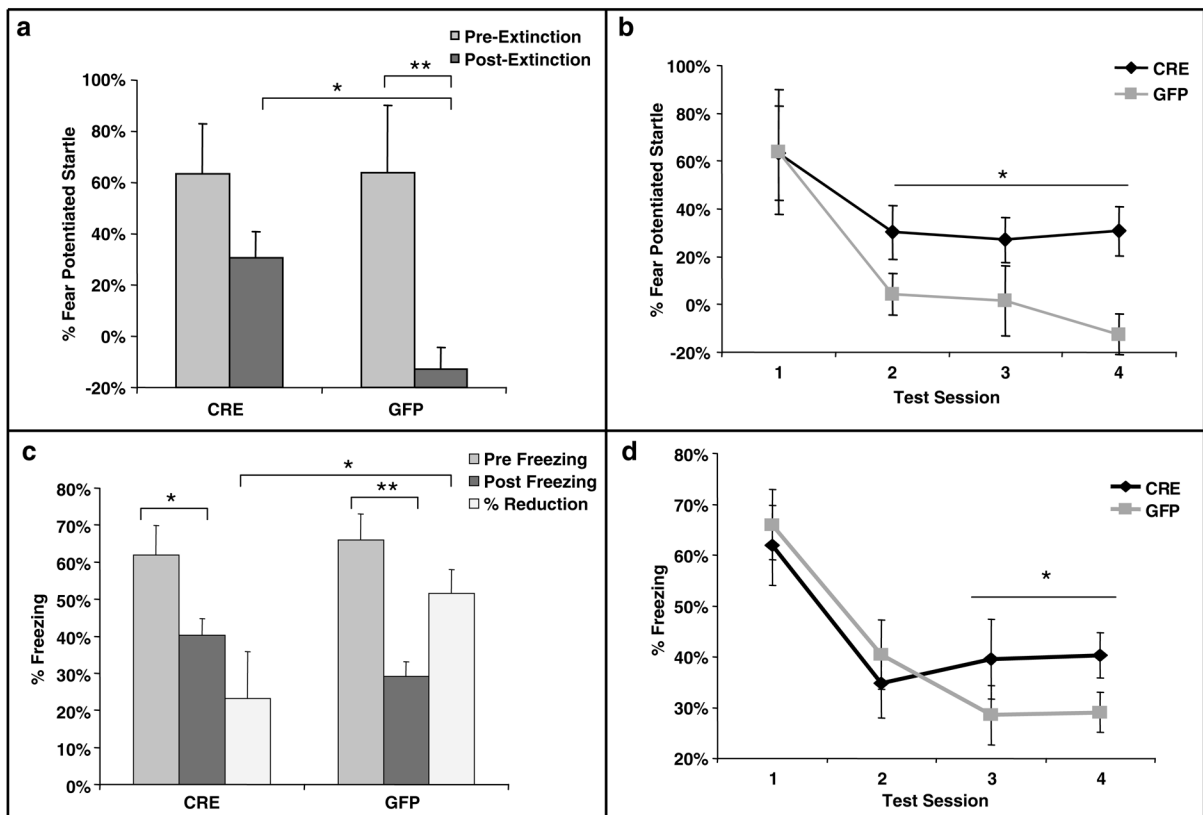 a
Pre-Extinction
Post-Extinction
**
*
100%
80%
60%
40%
20%
0%
-20%
% Fear Potentiated Startle
CRE GFP
b
CRE
GFP
100%
80%
60%
40%
20%
0%
-20%
*
% Fear Potentiated Startle
1 2 3 4
Test Session
c
Pre Freezing
Post Freezing
% Reduction
*
*
**
80%
70%
60%
50%
40%
30%
20%
10%
0%
% Freezing
CRE GFP
d
CRE
GFP
80%
70%
60%
50%
40%
30%
20%
*
% Freezing
1 2 3 4
Test Session